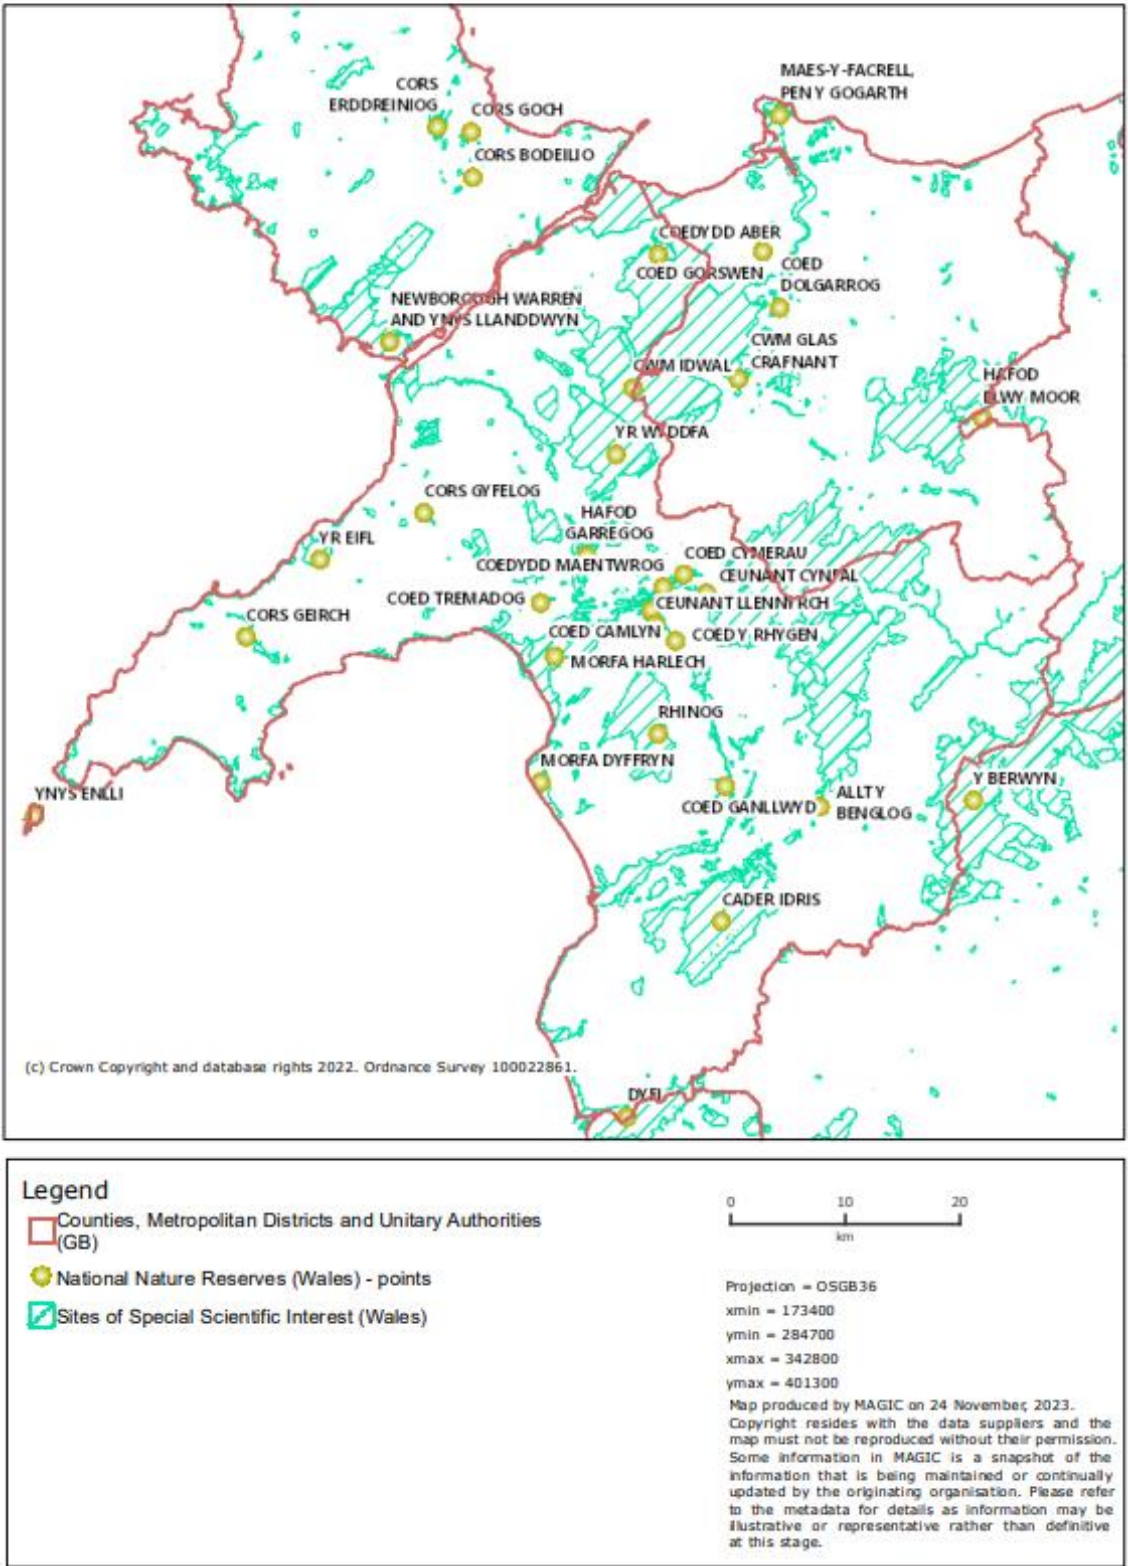 MAES-Y-FACRELL,
PEN Y GOGARTH
CORS
ERDDREINIOG
CORS GOCH
CORS BODEILIO
COEDYDD ABER
COED GORSWEN
COED
DOLGARROG
NEWBOROUGH WARREN
AND YNYS LLANDDWYN
CWM GLAS
CRAFNANT
CWM IDWAL
HAFOD
ELWY MOOR
YR WYDDFA
CORS GYFELOG
HAFOD
GARREGOG
YR EIFL
COED CYMERAU
COEDYDD MAENTWROG
CEUNANT CYNFAL
COED TREMADOG
CEUNANT LLENNYRCH
CORS GEIRCH
COED CAMLYN
COED Y RHYGEN
MORFA HARLECH
RHINOG
MORFA DYFFRYN
Y BERWYN
YNYS ENLLI
COED GANLLWYD
ALLT Y
BENGLOG
CADER IDRIS
(c) Crown Copyright and database rights 2022. Ordnance Survey 100022861.
DYFI
Legend
Counties, Metropolitan Districts and Unitary Authorities
(GB)
National Nature Reserves (Wales) - points
Sites of Special Scientific Interest (Wales)
0 10 20
km
Projection = OSGB36
xmin = 173400
ymin = 284700
xmax = 342800
ymax = 401300
Map produced by MAGIC on 24 November, 2023.
Copyright resides with the data suppliers and the
map must not be reproduced without their permission.
Some information in MAGIC is a snapshot of the
information that is being maintained or continually
updated by the originating organisation. Please refer
to the metadata for details as information may be
illustrative or representative rather than definitive
at this stage.